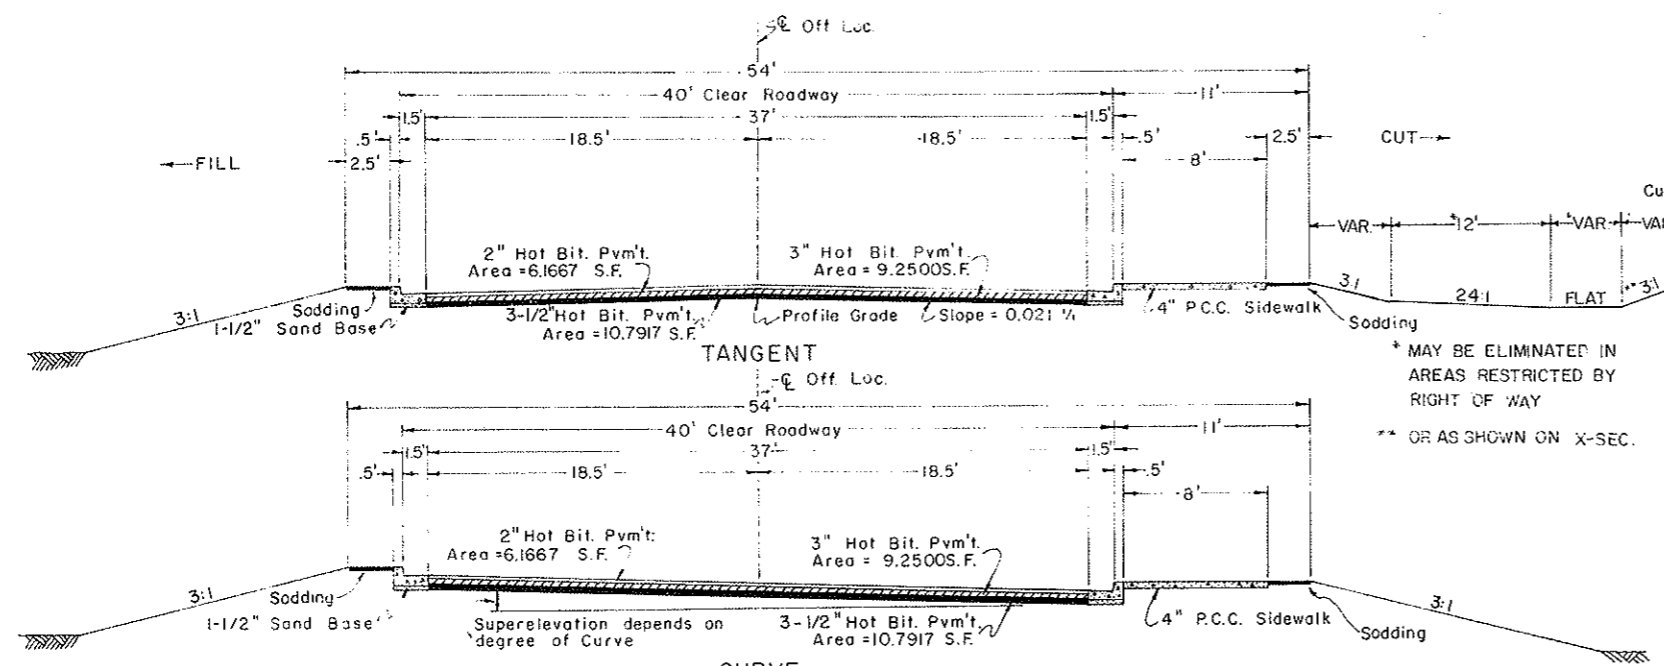 ℄ Off Loc.
54'
40' Clear Roadway
11'
1.5'
37'
1.5'
.5'
18.5'
18.5'
.5'
2.5'
CUT
FILL
2.5'
8'
VAR.
*12'
*VAR.
2" Hot Bit. Pvm't.
Area = 6.1667 S.F.
3" Hot Bit. Pvm't.
Area = 9.2500 S.F.
3:1
Sodding
1-1/2" Sand Base
3-1/2" Hot Bit. Pvm't.
Area = 10.7917 S.F.
Profile Grade
Slope = 0.021 '/'
4" P.C.C. Sidewalk
Sodding
3:1
24:1
FLAT
** 3:1
TANGENT
* MAY BE ELIMINATED IN
AREAS RESTRICTED BY
RIGHT OF WAY
** OR AS SHOWN ON X-SEC.
℄ Off. Loc.
54'
40' Clear Roadway
11'
1.5'
37'
1.5'
.5'
18.5'
18.5'
.5'
8'
2" Hot Bit. Pvm't.
Area = 6.1667 S.F.
3" Hot Bit. Pvm't.
Area = 9.2500 S.F.
3:1
Sodding
1-1/2" Sand Base
Superelevation depends on
degree of Curve
3-1/2" Hot Bit. Pvm't.
Area = 10.7917 S.F.
4" P.C.C. Sidewalk
Sodding
3:1
CURVE